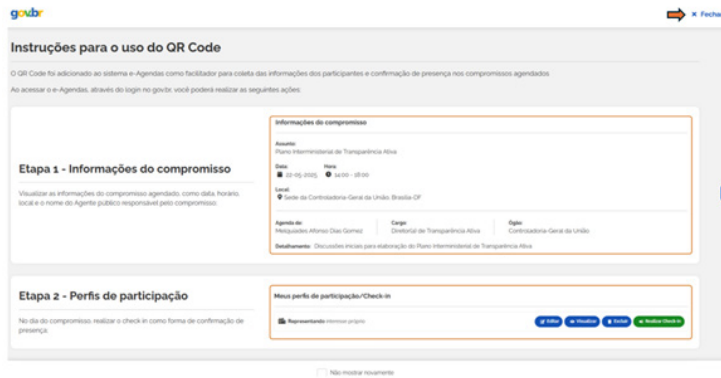 gov.br
Fechar
Instruções para o uso do QR Code
O QR Code foi adicionado ao sistema e-Agendas como facilitador para coleta das informações dos participantes e confirmação de presença nos compromissos agendados
Ao acessar o e-Agendas, através do login no gov.br, você poderá realizar as seguintes ações:
Etapa 1 - Informações do compromisso
Visualizar as informações do compromisso agendado, como data, horário,
local e o nome do Agente público responsável pelo compromisso:
Informações do compromisso
Assunto:
Plano Interministerial de Transparência Ativa
Data: Hora:
22-05-2025 14:00 - 18:00
Local:
Sede da Controladoria-Geral da União, Brasília-DF
Agenda de: Cargo: Órgão:
Melquiades Afonso Dias Gomez Diretor(a) de Transparência Ativa Controladoria-Geral da União
Detalhamento: Discussões iniciais para elaboração do Plano Interministerial de Transparência Ativa
Etapa 2 - Perfis de participação
No dia do compromisso, realizar o check in como forma de confirmação de
presença:
Meus perfis de participação/Check-in
Representando interesse próprio
Editar Visualizar Excluir Realizar Check-in
Não mostrar novamente